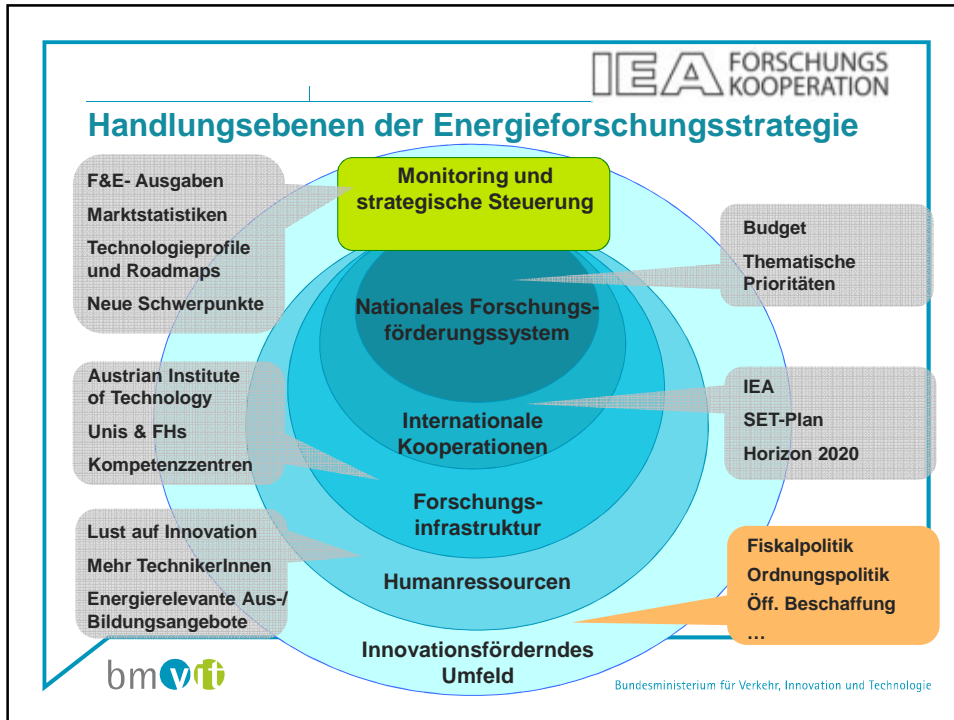 IEA FORSCHUNGS
KOOPERATION
Handlungsebenen der Energieforschungsstrategie
F&E- Ausgaben
Marktstatistiken
Technologieprofile
und Roadmaps
Neue Schwerpunkte
Monitoring und
strategische Steuerung
Budget
Thematische
Prioritäten
Nationales Forschungs-
förderungssystem
Austrian Institute
of Technology
Unis & FHs
Kompetenzzentren
Internationale
Kooperationen
IEA
SET-Plan
Horizon 2020
Forschungs-
infrastruktur
Lust auf Innovation
Mehr TechnikerInnen
Energierelevante Aus-/
Bildungsangebote
Humanressourcen
Fiskalpolitik
Ordnungspolitik
Öff. Beschaffung
...
Innovationsförderndes
Umfeld
bmvit
Bundesministerium für Verkehr, Innovation und Technologie